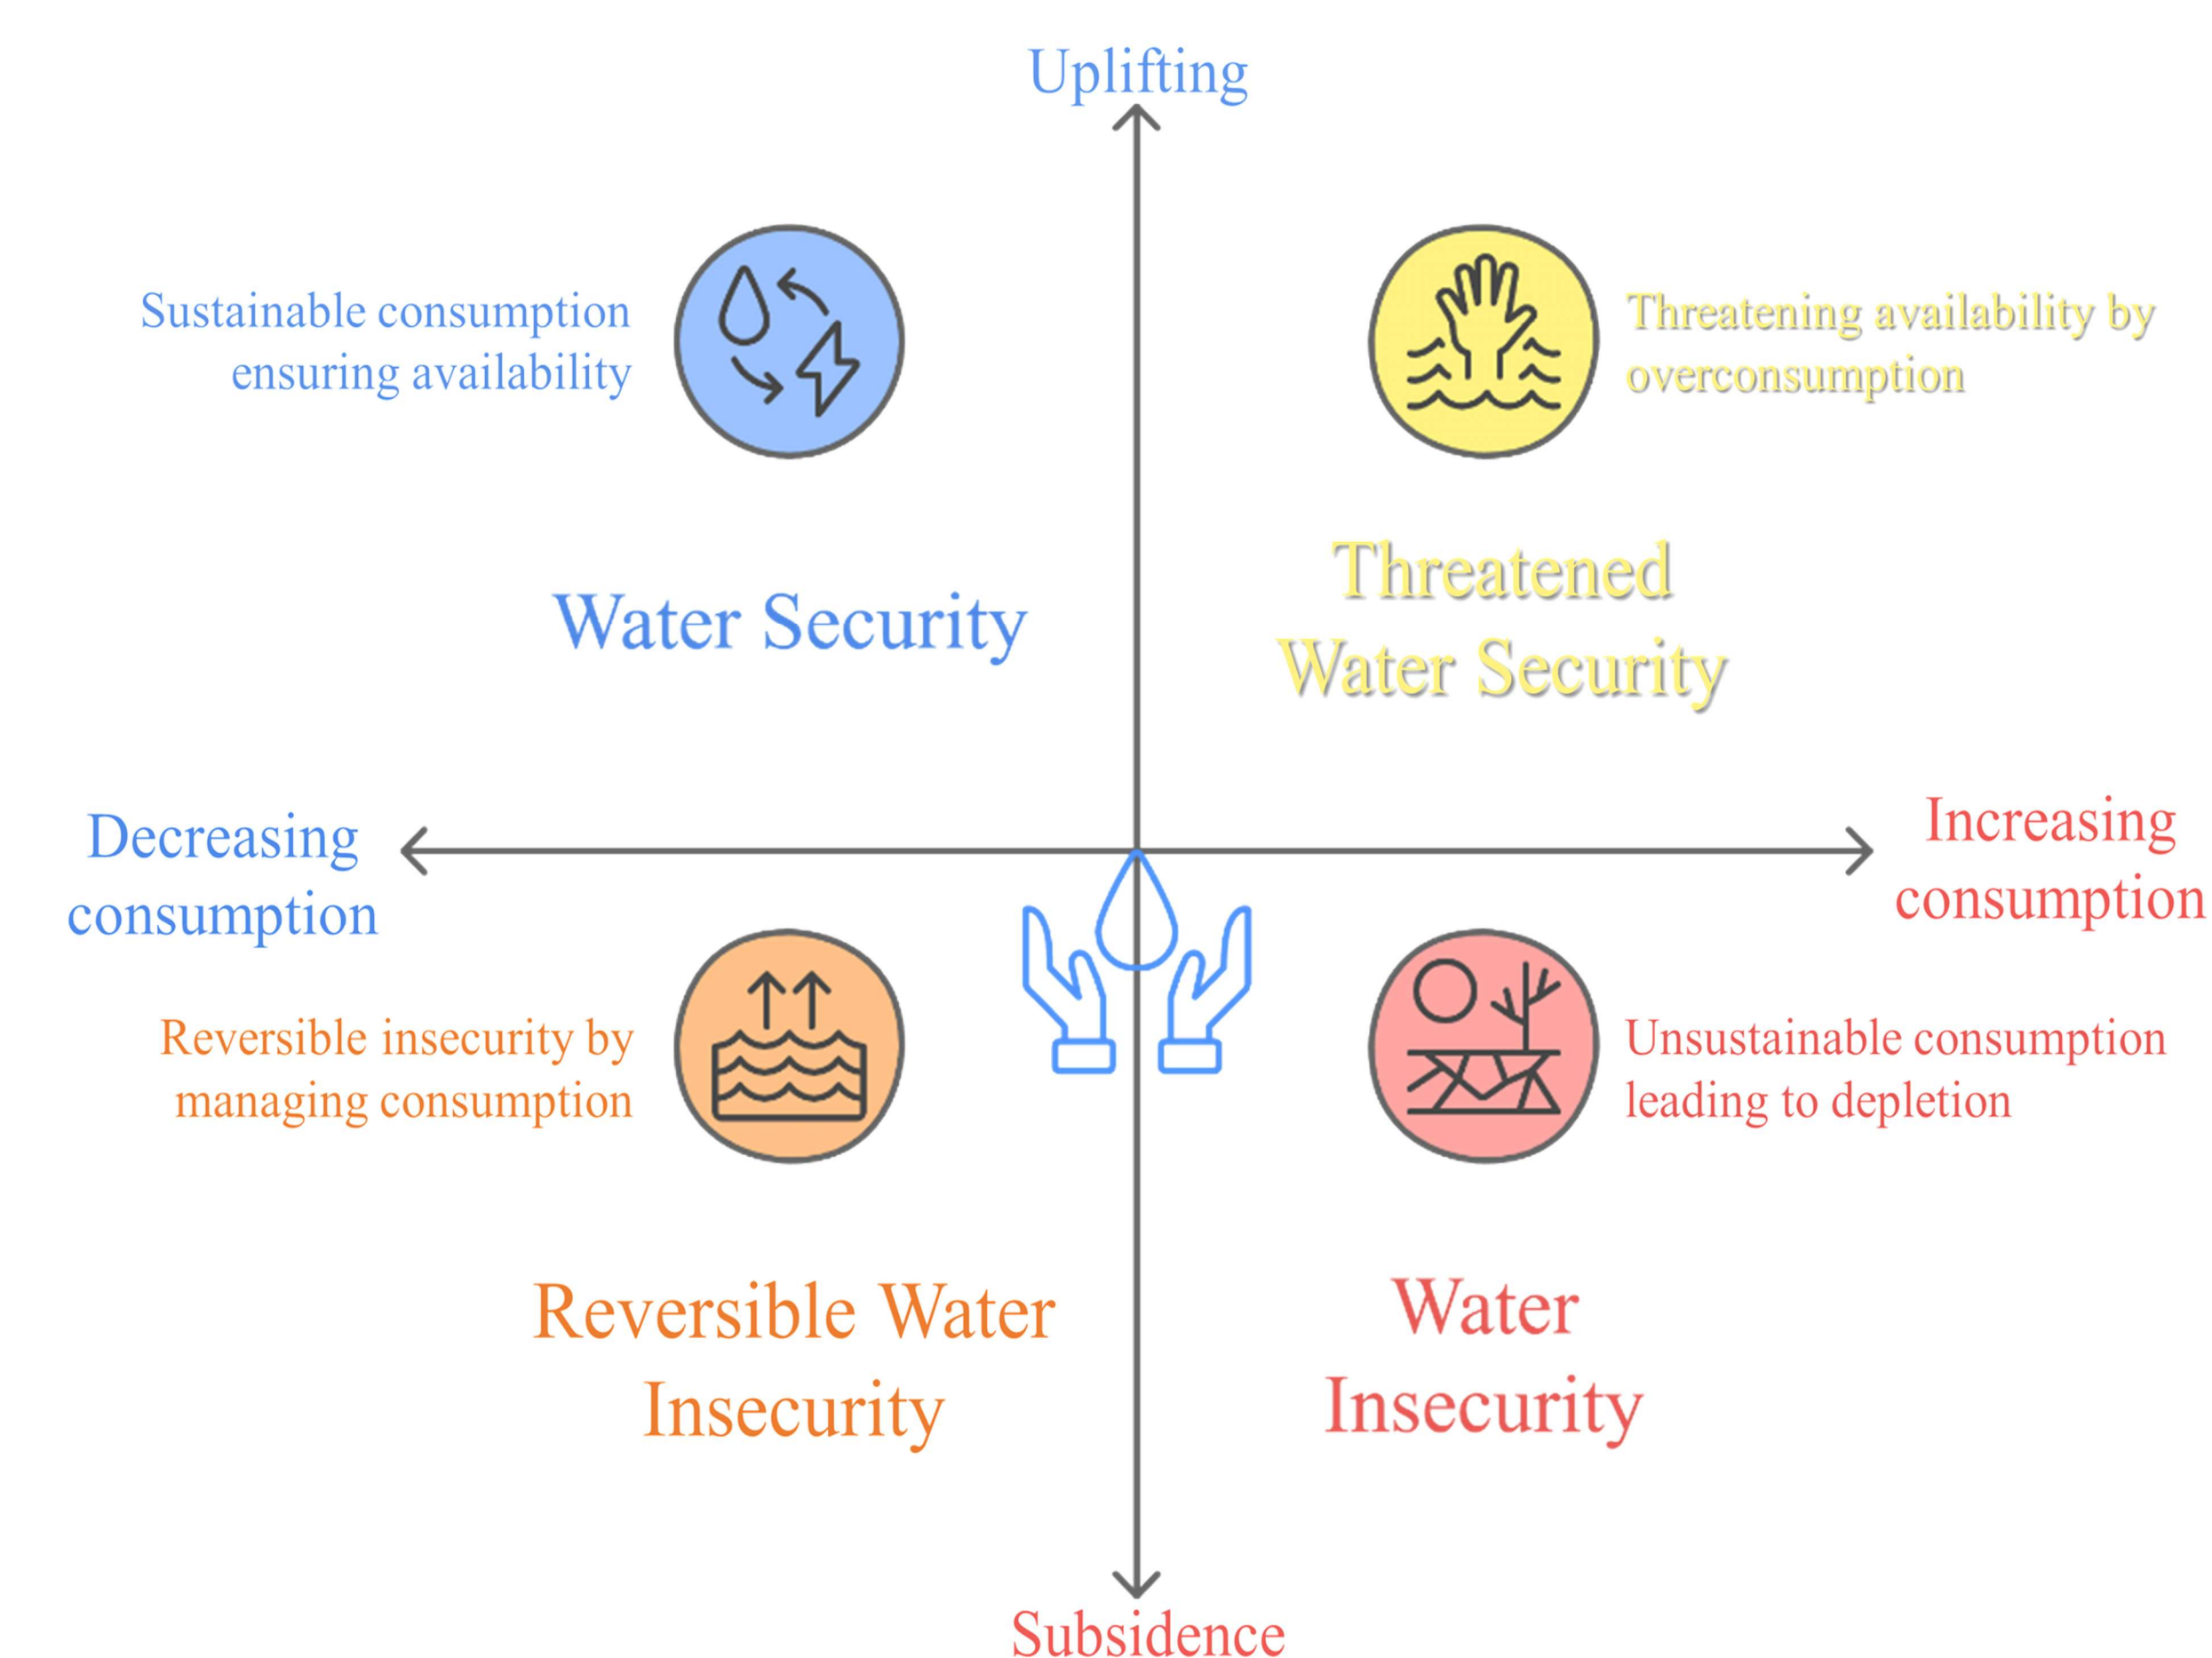 Uplifting
Sustainable consumption
ensuring availability
Threatening availability by
overconsumption
Water Security
Threatened
Water Security
Decreasing
consumption
Increasing
consumption
Reversible insecurity by
managing consumption
Unsustainable consumption
leading to depletion
Reversible Water
Insecurity
Water
Insecurity
Subsidence